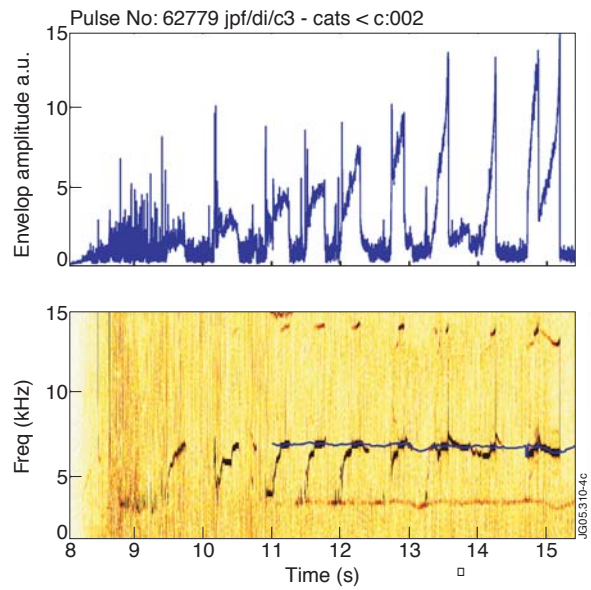 Pulse No: 62779 jpf/di/c3 - cats < c:002
15
10
5
0
Envelop amplitude a.u.
15
10
5
0
Freq (kHz)
8 9 10 11 12 13 14 15
Time (s)
JG05.310-4c